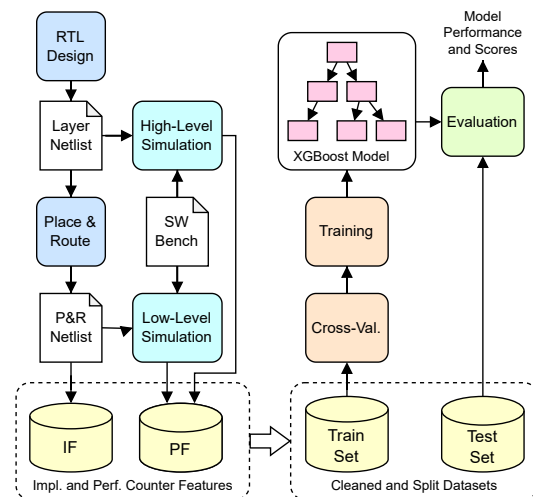 RTL
Design
Layer
Netlist
High-Level
Simulation
Place &
Route
SW
Bench
P&R
Netlist
Low-Level
Simulation
IF
PF
Impl. and Perf. Counter Features
Model
Performance
and Scores
XGBoost Model
Evaluation
Training
Cross-Val.
Train
Set
Test
Set
Cleaned and Split Datasets